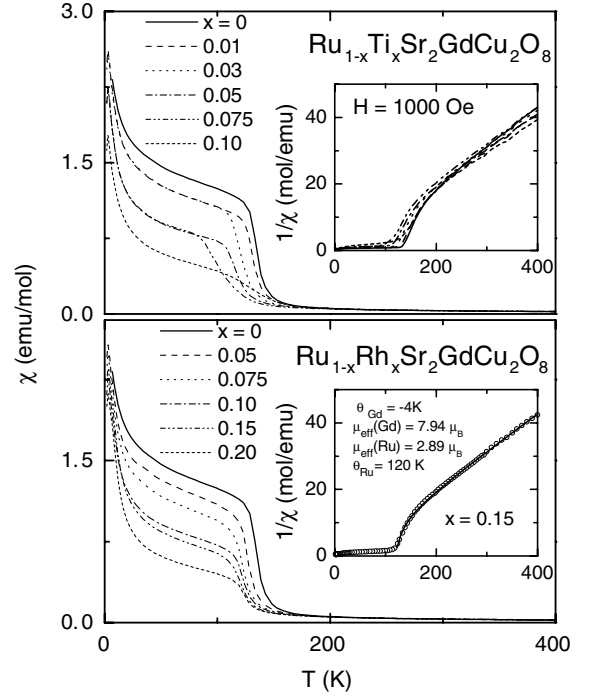 3.0
x = 0
0.01
0.03
0.05
0.075
0.10
Ru1-xTixSr2GdCu2O8
H = 1000 Oe
1/χ (mol/emu)
40
20
0
0 200 400
1.5
0.0
χ (emu/mol)
x = 0
0.05
0.075
0.10
0.15
0.20
Ru1-xRhxSr2GdCu2O8
θGd = -4K
μeff(Gd) = 7.94 μB
μeff(Ru) = 2.89 μB
θRu = 120 K
x = 0.15
1/χ (mol/emu)
40
20
0
0 200 400
1.5
0.0
0 200 400
T (K)